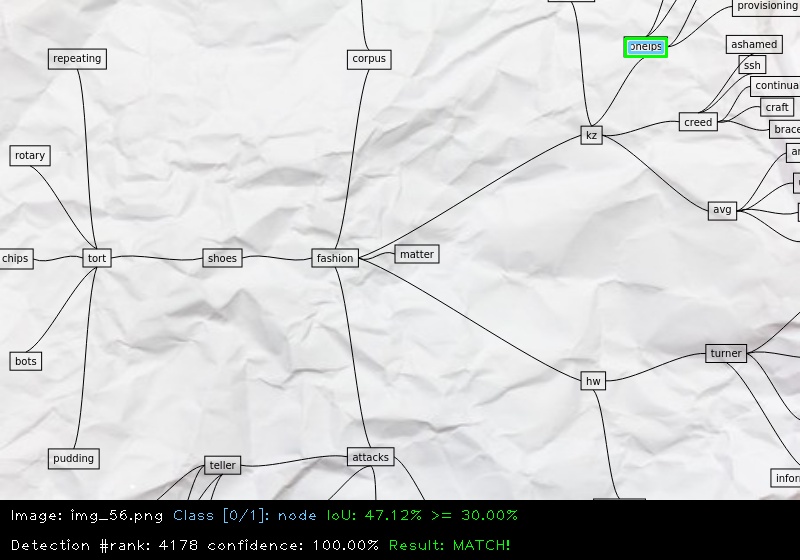 provisioning
phelps
ashamed
repeating
corpus
ssh
continua
craft
creed
brace
kz
rotary
avg
chips
tort
shoes
fashion
matter
turner
bots
hw
pudding
teller
attacks
inform
Image: img_56.png Class [0/1]: node IoU: 47.12% >= 30.00%
Detection #rank: 4178 confidence: 100.00% Result: MATCH!